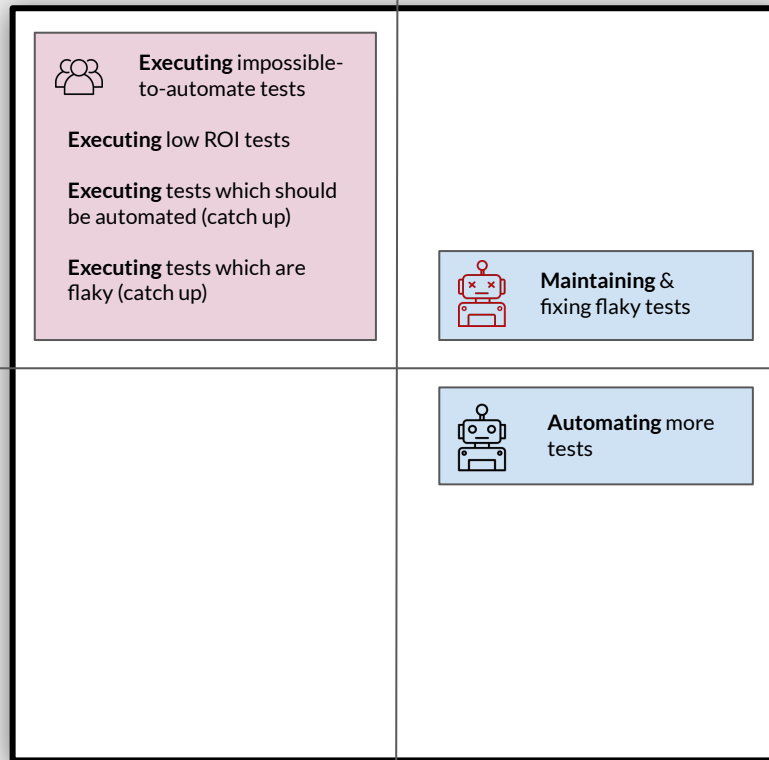 Executing impossible-
to-automate tests
Executing low ROI tests
Executing tests which should
be automated (catch up)
Executing tests which are
flaky (catch up)
Maintaining &
fixing flaky tests
Automating more
tests